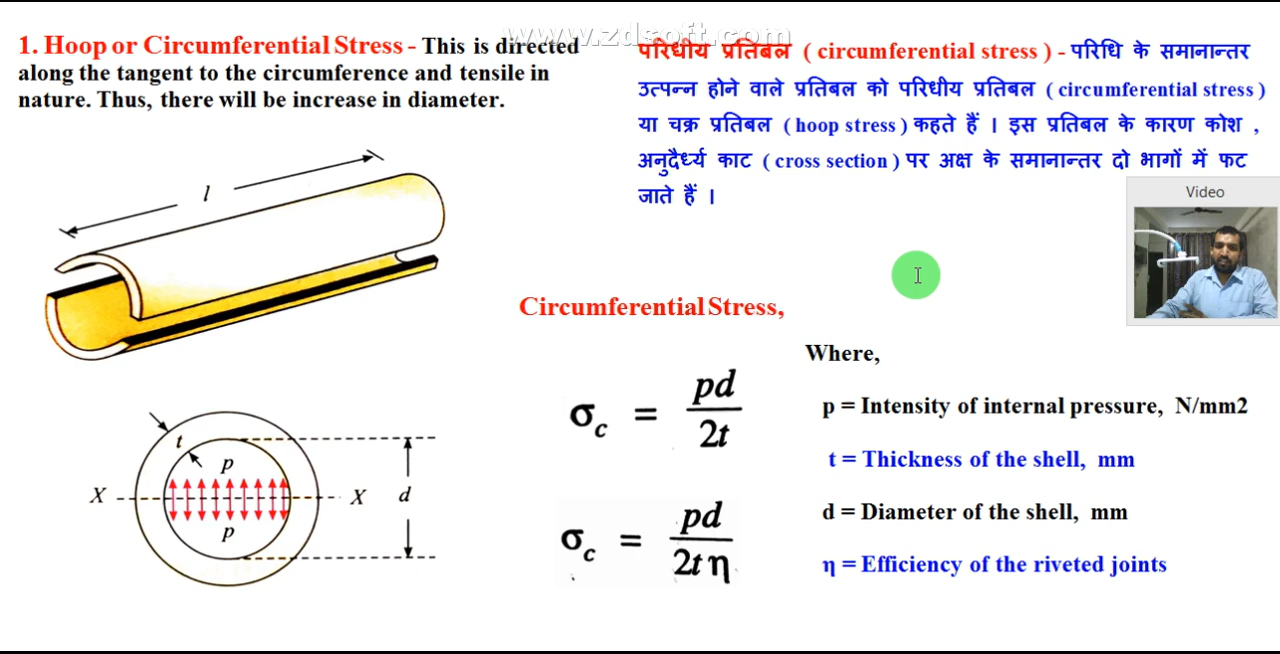 www.zdsoft.com
1. Hoop or Circumferential Stress - This is directed
along the tangent to the circumference and tensile in
nature. Thus, there will be increase in diameter.
परिधीय प्रतिबल ( circumferential stress ) - परिधि के समानान्तर
उत्पन्न होने वाले प्रतिबल को परिधीय प्रतिबल ( circumferential stress )
या चक्र प्रतिबल ( hoop stress ) कहते हैं । इस प्रतिबल के कारण कोश ,
अनुदैर्ध्य काट ( cross section ) पर अक्ष के समानान्तर दो भागों में फट
जाते हैं ।
Video
l
Circumferential Stress,
σc = pd/2t
σc = pd/2tη
Where,
p = Intensity of internal pressure, N/mm2
t = Thickness of the shell, mm
d = Diameter of the shell, mm
η = Efficiency of the riveted joints
t
p
X X d
p